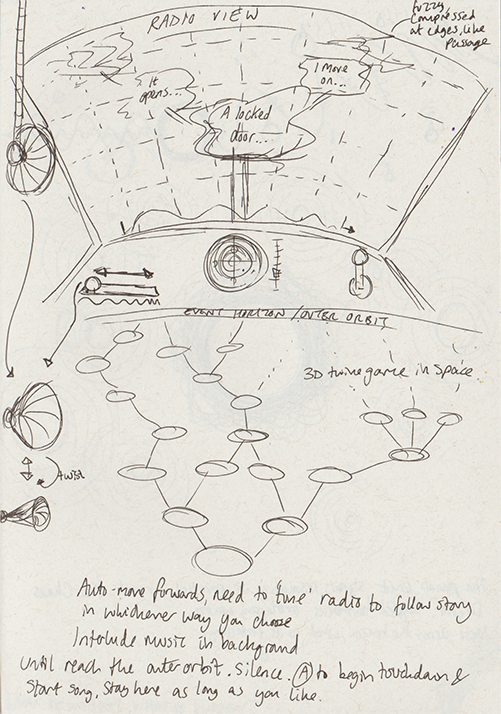 RADIO VIEW
fuzzy
compressed
at edges, like
passage
It
opens...
I move
on...
A locked
door...
EVENT HORIZON / OUTER ORBIT
3D twine game in space
twist
Auto-move forwards, need to 'tune' radio to follow story
in whichever way you choose
Interlude music in background
until reach the outer orbit. Silence. (A) to begin touchdown &
start song. Stay here as long as you like.